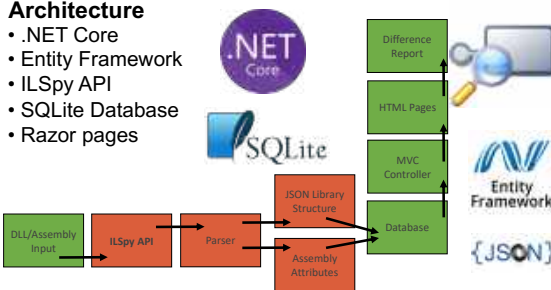 Architecture
• .NET Core
• Entity Framework
• ILSpy API
• SQLite Database
• Razor pages
.NET
Core
SQLite
Difference
Report
HTML Pages
MVC
Controller
Entity
Framework
JSON Library
Structure
DLL/Assembly
Input
ILSpy API
Parser
Database
Assembly
Attributes
{JSON}